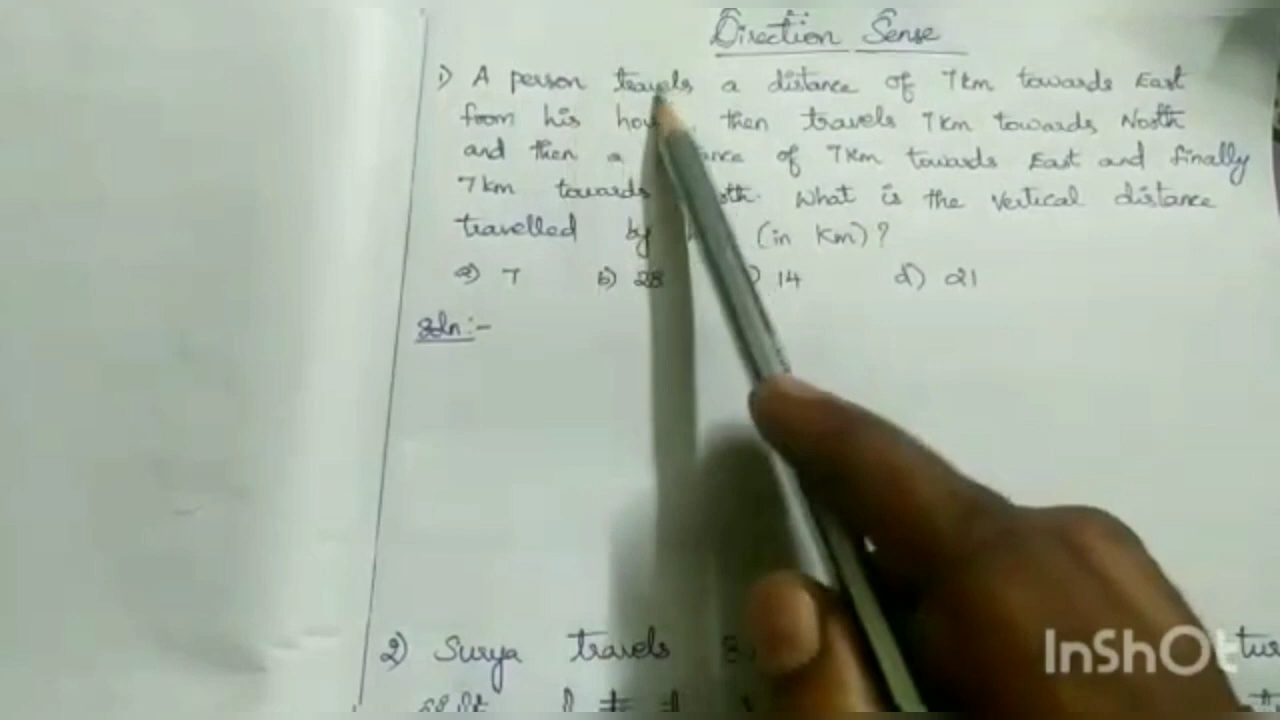 Direction Sense
1) A person travels a distance of 7km towards East
from his then travels 7km towards North
and then a of 7km towards East and finally
7km towards What is the vertical distance
travelled by (in Km)?
a) 7 b) 28 14 d) 21
Soln:-
2) Surya travels
InShOt